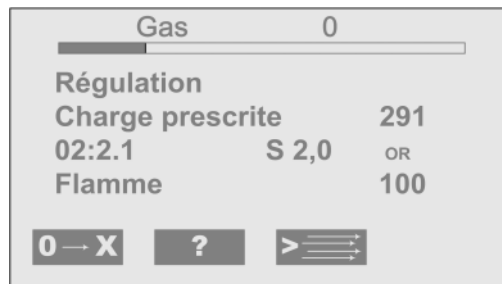 Gas 0
Régulation
Charge prescrite 291
02:2.1 S 2,0 OR
Flamme 100
0→X ? >